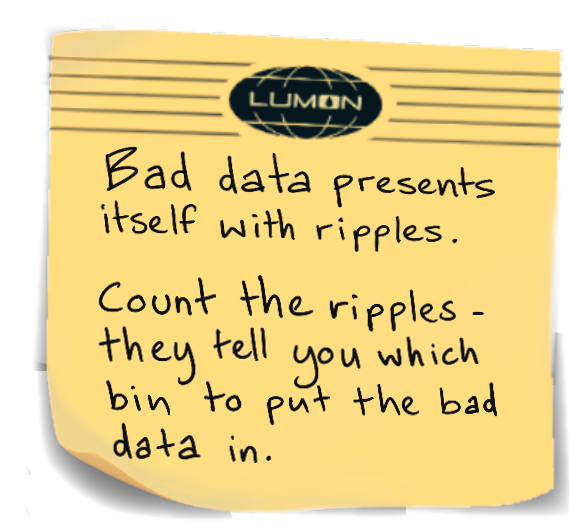 LUMON
Bad data presents
itself with ripples.
Count the ripples -
they tell you which
bin to put the bad
data in.